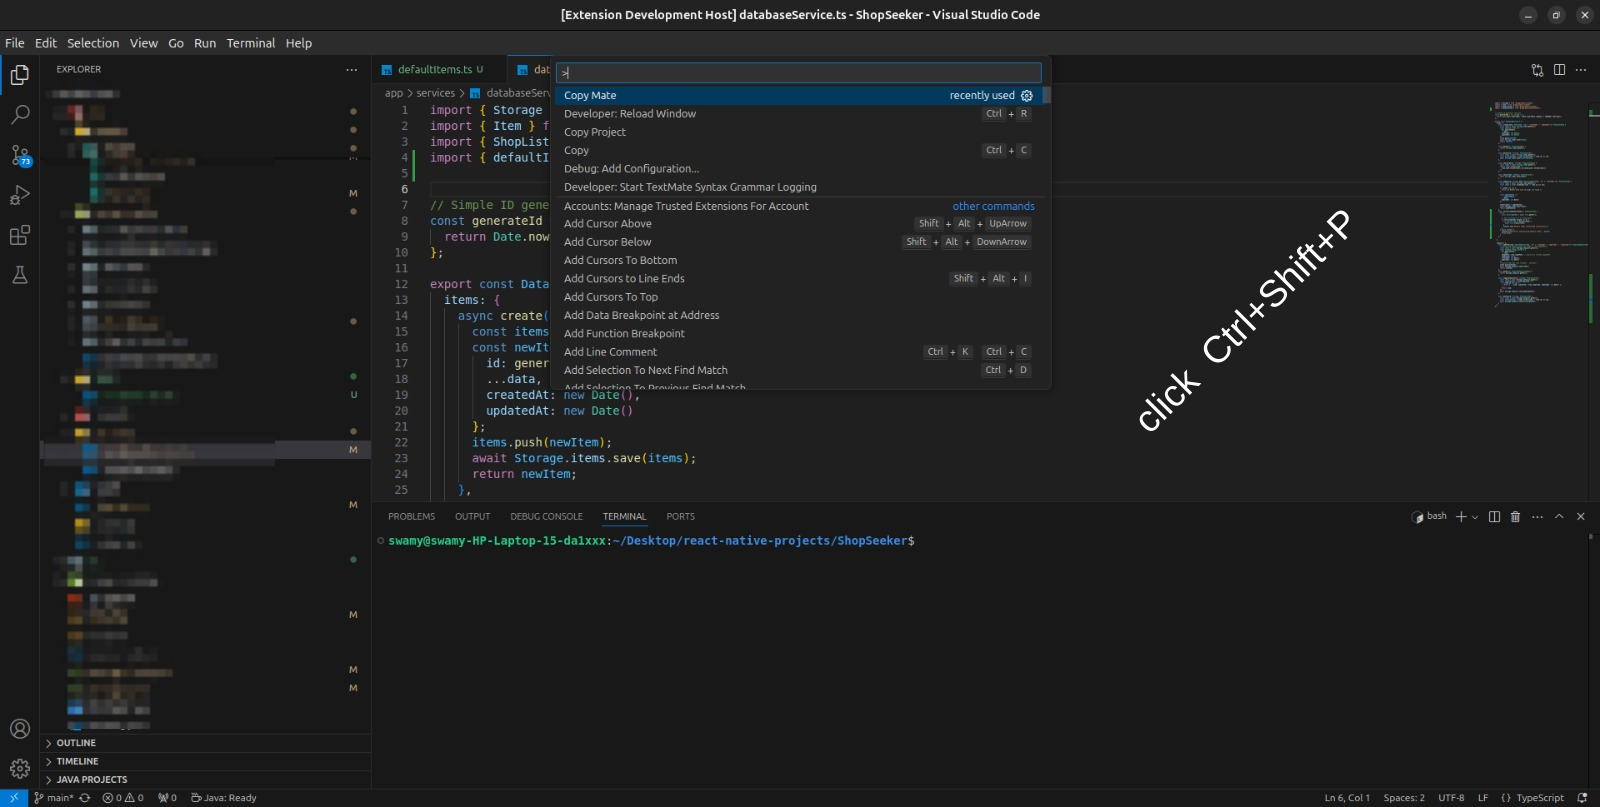 [Extension Development Host] databaseService.ts - ShopSeeker - Visual Studio Code
File Edit Selection View Go Run Terminal Help
EXPLORER
defaultItems.ts U
>
app > services >
Copy Mate recently used
Developer: Reload Window Ctrl + R
Copy Project
Copy Ctrl + C
Debug: Add Configuration...
Developer: Start TextMate Syntax Grammar Logging
Accounts: Manage Trusted Extensions For Account other commands
Add Cursor Above Shift + Alt + UpArrow
Add Cursor Below Shift + Alt + DownArrow
Add Cursors To Bottom
Add Cursors to Line Ends Shift + Alt + I
Add Cursors To Top
Add Data Breakpoint at Address
Add Function Breakpoint
Add Line Comment Ctrl + K Ctrl + C
Add Selection To Next Find Match Ctrl + D
Add Selection To Previous Find Match
1 import { Storage
2 import { Item } f
3 import { ShopList
4 import { defaultI
5
6
7 // Simple ID gene
8 const generateId
9 return Date.now
10 };
11
12 export const Data
13 items: {
14 async create(
15 const items
16 const newIt
17 id: gener
18 ...data,
19 createdAt: new Date(),
20 updatedAt: new Date()
21 };
22 items.push(newItem);
23 await Storage.items.save(items);
24 return newItem;
25 },
click Ctrl+Shift+P
73
M
U
M
M
M
M
M
PROBLEMS OUTPUT DEBUG CONSOLE TERMINAL PORTS
bash
swamy@swamy-HP-Laptop-15-da1xxx:~/Desktop/react-native-projects/ShopSeeker$
OUTLINE
TIMELINE
JAVA PROJECTS
main* 0 0 0 Java: Ready
Ln 6, Col 1 Spaces: 2 UTF-8 LF {} TypeScript